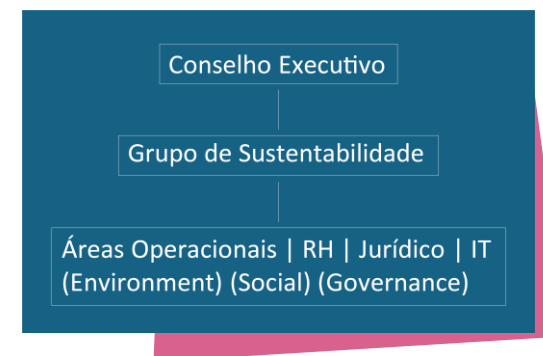 Conselho Executivo
Grupo de Sustentabilidade
Áreas Operacionais | RH | Jurídico | IT
(Environment) (Social) (Governance)